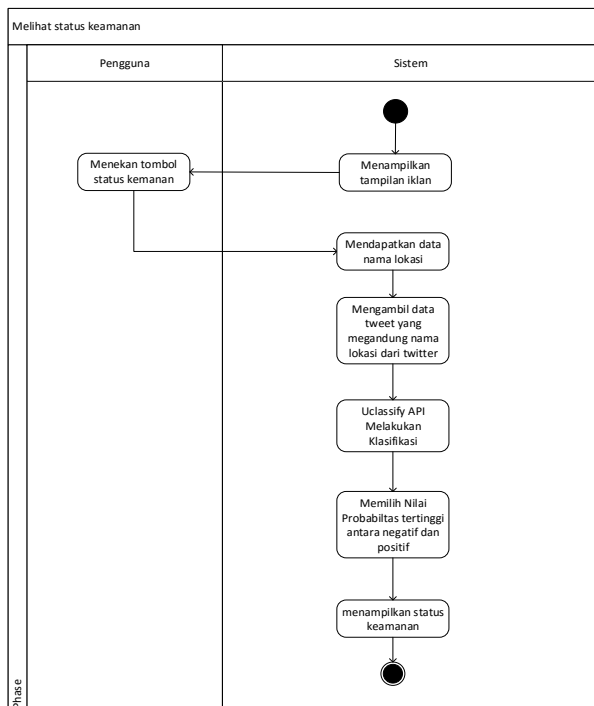 Melihat status keamanan
Pengguna
Sistem
Menampilkan
tampilan iklan
Menekan tombol
status kemanan
Mendapatkan data
nama lokasi
Mengambil data
tweet yang
megandung nama
lokasi dari twitter
Uclassify API
Melakukan
Klasifikasi
Memilih Nilai
Probabiltas tertinggi
antara negatif dan
positif
menampilkan status
keamanan
Phase